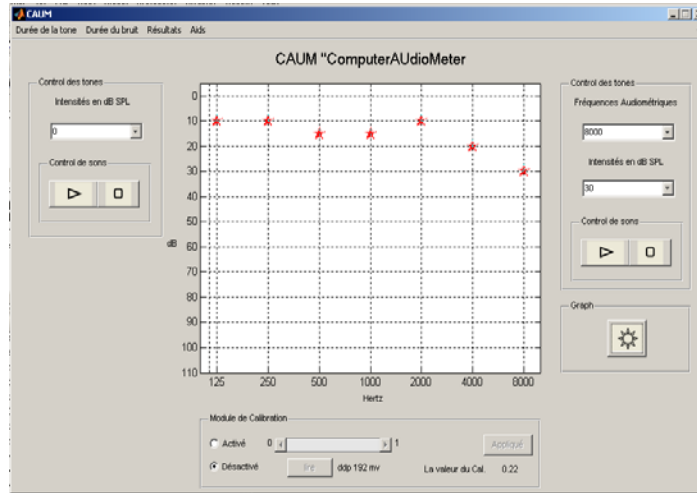 CAUM
Durée de la tone Durée du bruit Résultats Aids
CAUM "ComputerAUdioMeter
Control des tones
Intensités en dB SPL
0
Control de sons
0
10
20
30
40
50
60
70
80
90
100
110
dB
125 250 500 1000 2000 4000 8000
Hertz
Control des tones
Fréquences Audiométriques
8000
Intensités en dB SPL
30
Control de sons
Graph
Module de Calibration
Activé 0 1 Appliqué
Désactivé lire ddp 192 mv La valeur du Cal. 0.22